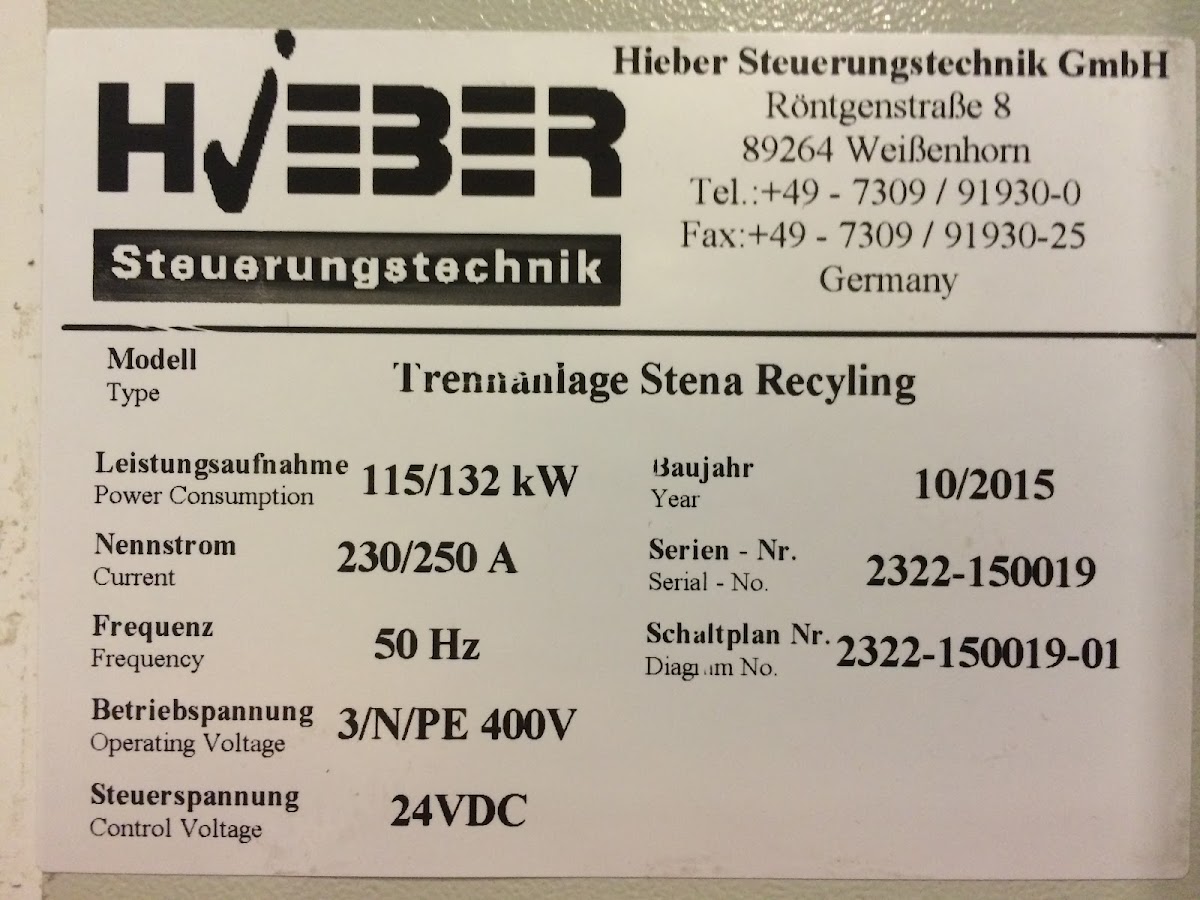 HIEBER
Steuerungstechnik
Hieber Steuerungstechnik GmbH
Röntgenstraße 8
89264 Weißenhorn
Tel.:+49 - 7309 / 91930-0
Fax:+49 - 7309 / 91930-25
Germany
Modell
Type
Trennanlage Stena Recyling
Leistungsaufnahme 115/132 kW
Power Consumption
Nennstrom 230/250 A
Current
Frequenz 50 Hz
Frequency
Betriebspannung 3/N/PE 400V
Operating Voltage
Steuerspannung 24VDC
Control Voltage
Baujahr 10/2015
Year
Serien - Nr. 2322-150019
Serial - No.
Schaltplan Nr. 2322-150019-01
Diagram No.